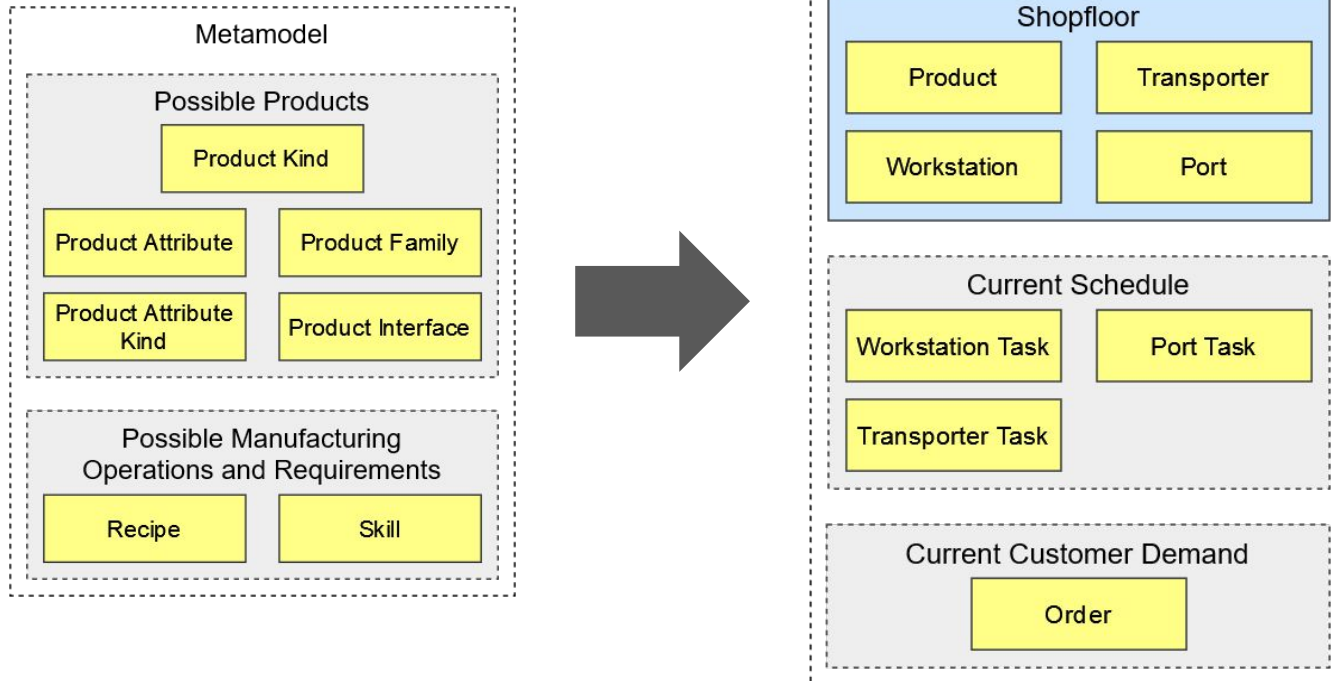 Metamodel
Possible Products
Product Kind
Product Attribute
Product Family
Product Attribute
Kind
Product Interface
Possible Manufacturing
Operations and Requirements
Recipe
Skill
Shopfloor
Product
Transporter
Workstation
Port
Current Schedule
Workstation Task
Port Task
Transporter Task
Current Customer Demand
Order